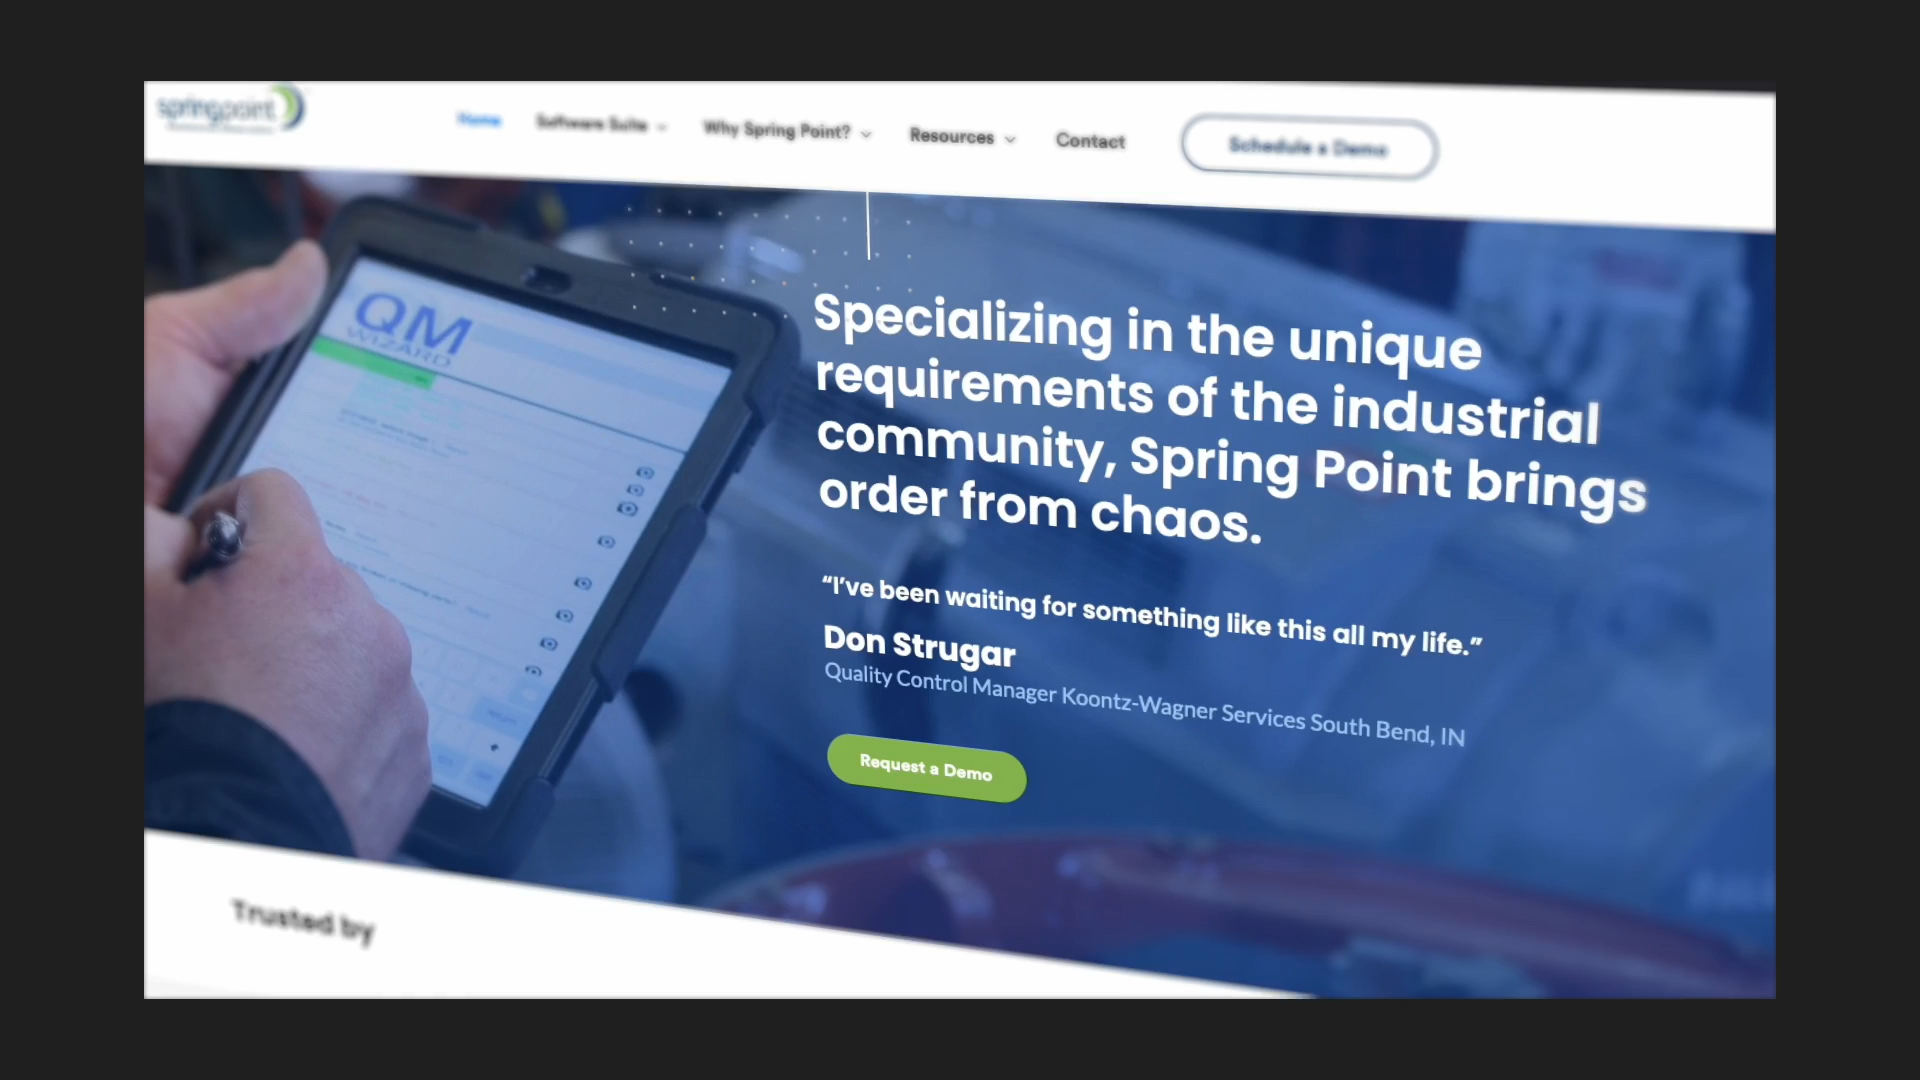 springpoint
Home Software Suite Why Spring Point? Resources Contact Schedule a Demo
QM
WIZARD
Specializing in the unique
requirements of the industrial
community, Spring Point brings
order from chaos.
“I’ve been waiting for something like this all my life.”
Don Strugar
Quality Control Manager Koontz-Wagner Services South Bend, IN
Request a Demo
Trusted by